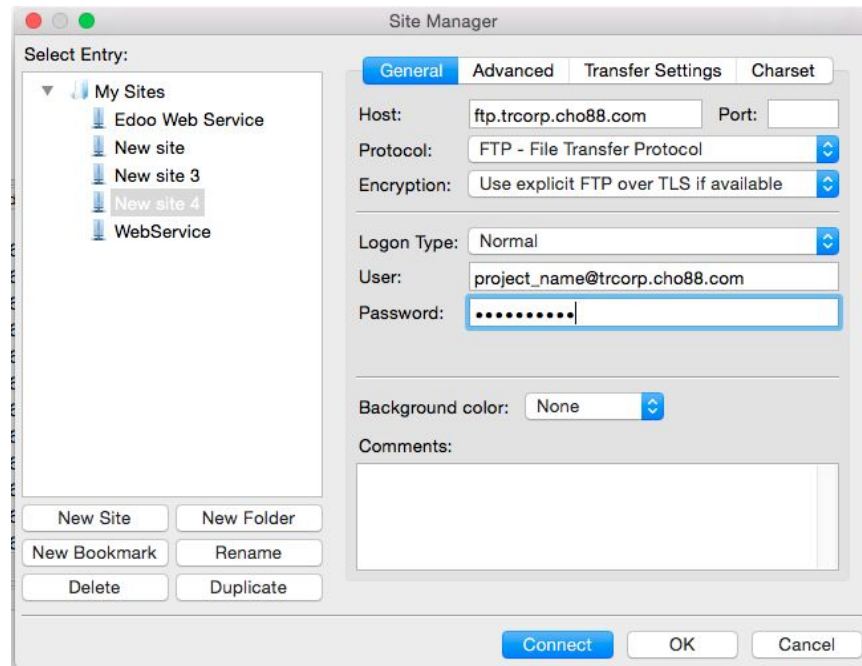 Site Manager
Select Entry:
My Sites
Edoo Web Service
New site
New site 3
New site 4
WebService
New Site
New Folder
New Bookmark
Rename
Delete
Duplicate
General
Advanced
Transfer Settings
Charset
Host:
ftp.trcorp.cho88.com
Port:
Protocol:
FTP - File Transfer Protocol
Encryption:
Use explicit FTP over TLS if available
Logon Type:
Normal
User:
project_name@trcorp.cho88.com
Password:
••••••••••
Background color:
None
Comments:
Connect
OK
Cancel